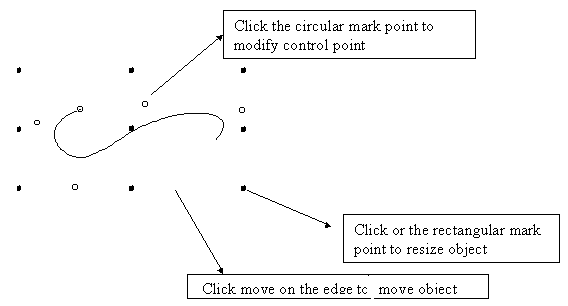 Click the circular mark point to
modify control point
Click or the rectangular mark
point to resize object
Click move on the edge to move object